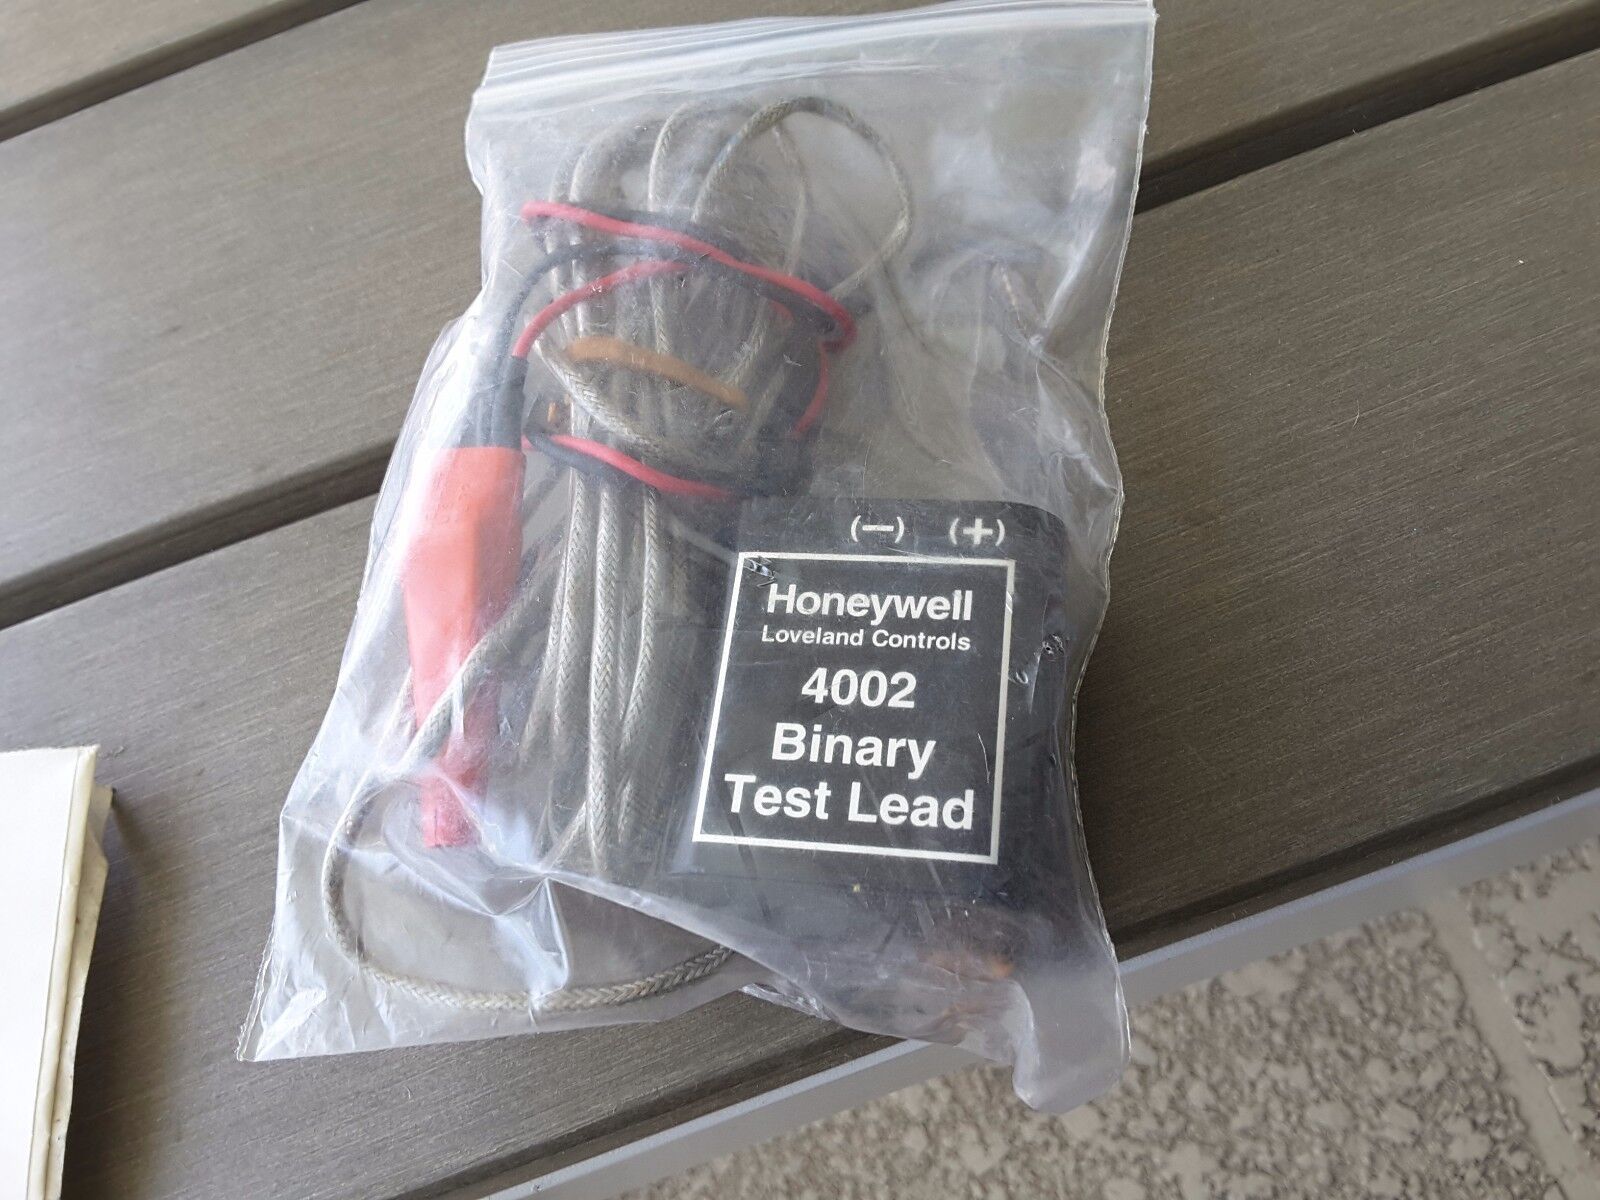 (−) (+)
Honeywell
Loveland Controls
4002
Binary
Test Lead